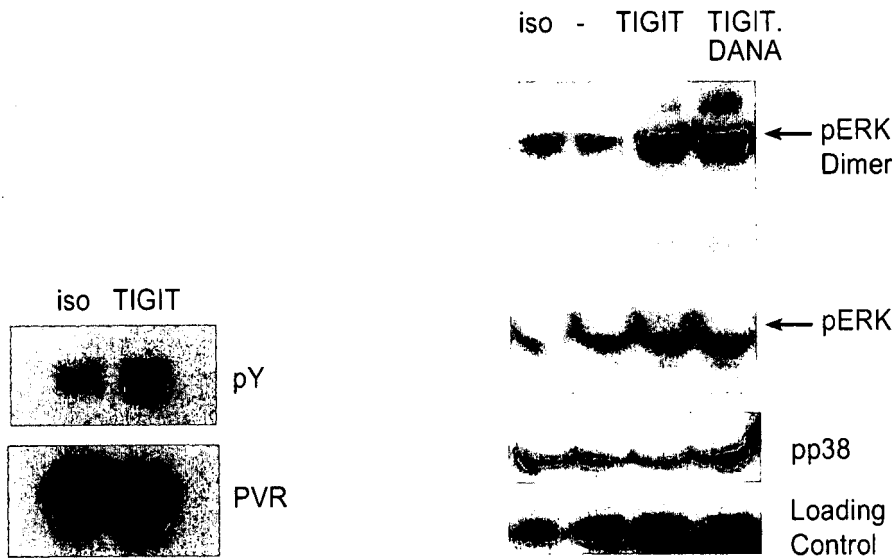 iso TIGIT
pY
PVR
iso - TIGIT TIGIT.
DANA
pERK
Dimer
pERK
pp38
Loading
Control